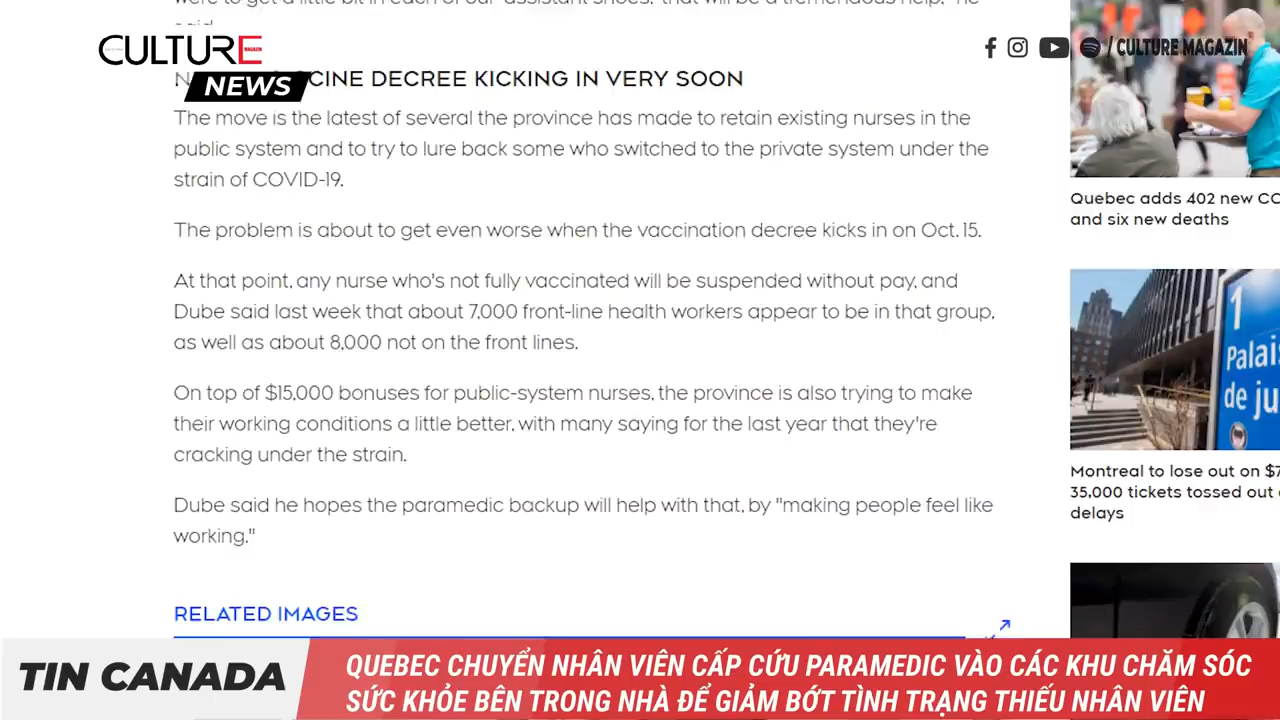 said.
CULTURE
MAGAZIN
NEWS
/ CULTURE MAGAZIN
CINE DECREE KICKING IN VERY SOON
The move is the latest of several the province has made to retain existing nurses in the
public system and to try to lure back some who switched to the private system under the
strain of COVID-19.
The problem is about to get even worse when the vaccination decree kicks in on Oct. 15.
At that point, any nurse who's not fully vaccinated will be suspended without pay, and
Dube said last week that about 7,000 front-line health workers appear to be in that group,
as well as about 8,000 not on the front lines.
On top of $15,000 bonuses for public-system nurses, the province is also trying to make
their working conditions a little better, with many saying for the last year that they're
cracking under the strain.
Dube said he hopes the paramedic backup will help with that, by "making people feel like
working."
RELATED IMAGES
Quebec adds 402 new CO
and six new deaths
1
Palais
de ju
Montreal to lose out on $7
35,000 tickets tossed out
delays
TIN CANADA
QUEBEC CHUYỂN NHÂN VIÊN CẤP CỨU PARAMEDIC VÀO CÁC KHU CHĂM SÓC
SỨC KHỎE BÊN TRONG NHÀ ĐỂ GIẢM BỚT TÌNH TRẠNG THIẾU NHÂN VIÊN